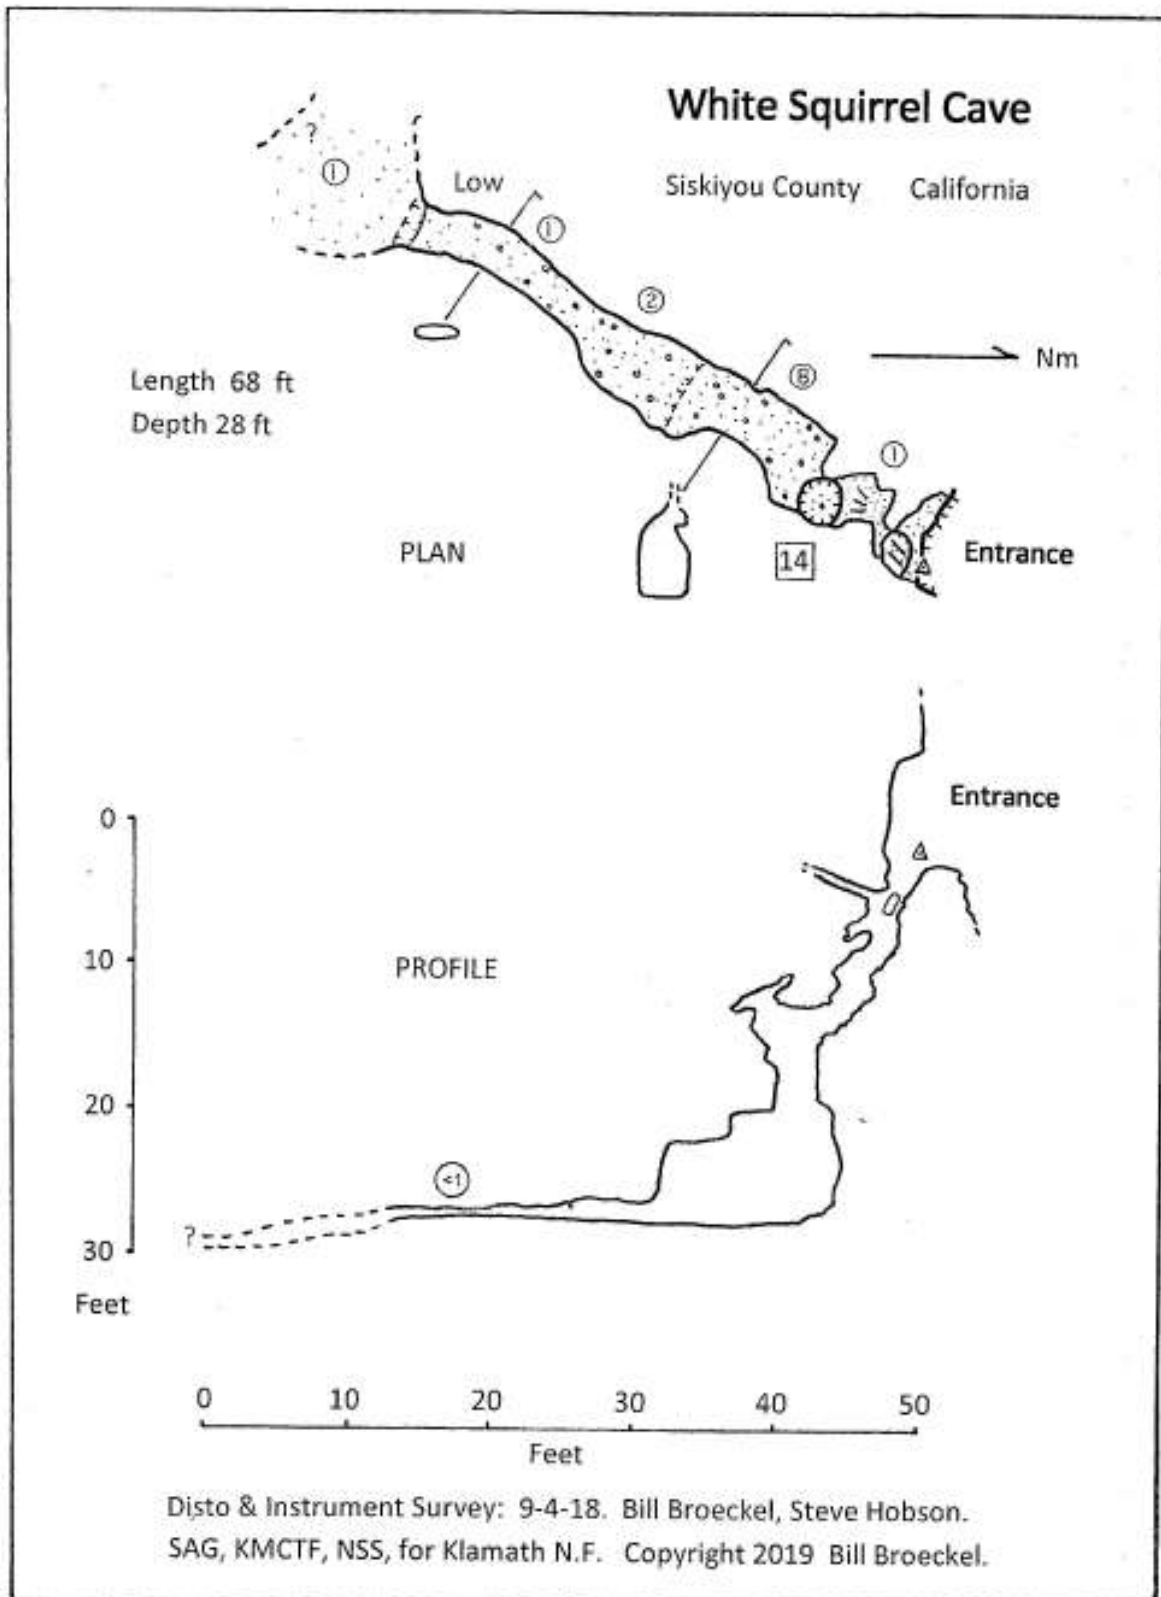 White Squirrel Cave
Siskiyou County California
?
1
Low
1
2
8
1
Nm
Length 68 ft
Depth 28 ft
PLAN
14
Entrance
Entrance
0
10
20
30
Feet
PROFILE
<1
?
0 10 20 30 40 50
Feet
Disto & Instrument Survey: 9-4-18. Bill Broeckel, Steve Hobson.
SAG, KMCTF, NSS, for Klamath N.F. Copyright 2019 Bill Broeckel.